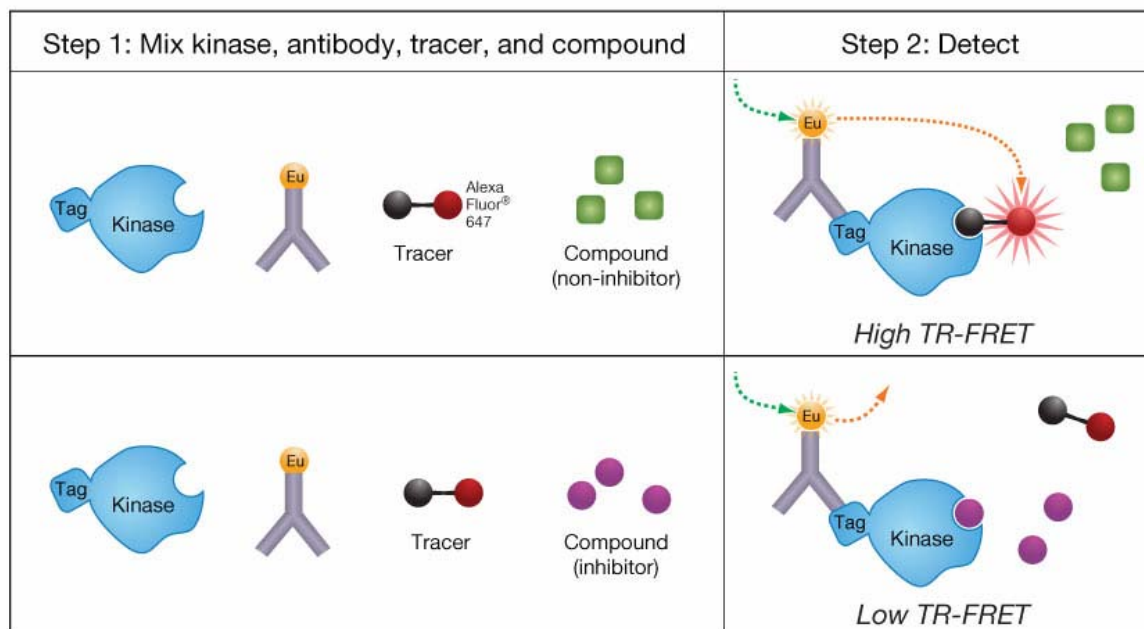 Step 1: Mix kinase, antibody, tracer, and compound
Step 2: Detect
Tag
Kinase
Eu
Alexa
Fluor®
647
Tracer
Compound
(non-inhibitor)
Eu
Tag
Kinase
High TR-FRET
Tag
Kinase
Eu
Tracer
Compound
(inhibitor)
Eu
Tag
Kinase
Low TR-FRET